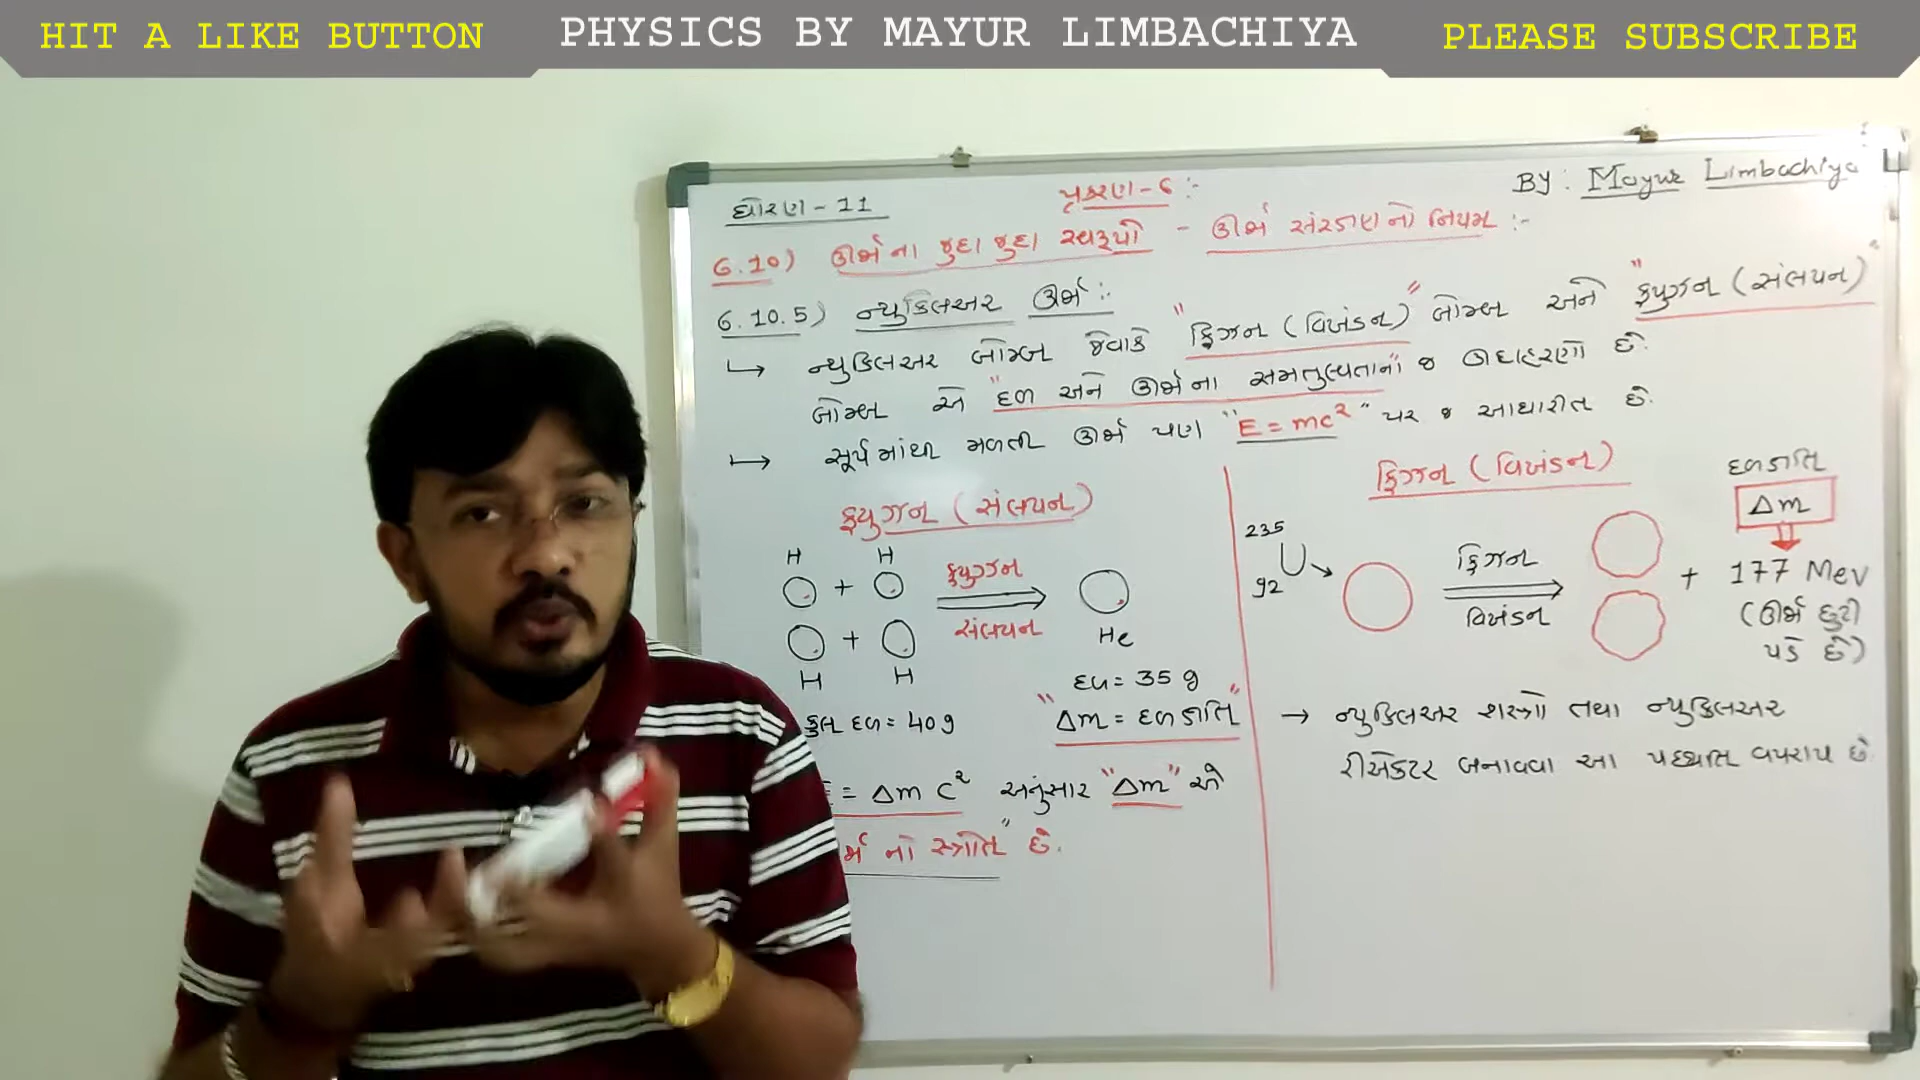 HIT A LIKE BUTTON
PHYSICS BY MAYUR LIMBACHIYA
PLEASE SUBSCRIBE
ધોરણ - 11
પ્રકરણ - 6 :-
BY : Mayur Limbachiya
6.10) ઊર્જાના જુદા જુદા સ્વરૂપો - ઊર્જા સંરક્ષણનો નિયમ :-
6.10.5) ન્યુક્લિઅર ઊર્જા :-
↳ ન્યુક્લિઅર બોમ્બ જેવાકે "ફિઝન (વિખંડન)" બોમ્બ અને "ફ્યુઝન (સંલયન)"
બોમ્બ એ "દળ અને ઊર્જાના સમતુલ્યતાના" જ ઉદાહરણો છે.
↳ સૂર્યમાંથી મળતી ઊર્જા પણ "E = mc²" પર જ આધારીત છે.
ફ્યુઝન (સંલયન)
H H
+ ફ્યુઝન
+ સંલયન
H H
He
કુલ દળ = 40 g
દળ = 35 g
"Δm = દળક્ષતિ"
= Δm c² અનુસાર "Δm" એ
નો સ્ત્રોત" છે.
ફિઝન (વિખંડન)
દળક્ષતિ
Δm
235
92 U →
ફિઝન
વિખંડન
+ 177 Mev
(ઊર્જા છુટી
પડે છે)
→ ન્યુક્લિઅર શસ્ત્રો તથા ન્યુક્લિઅર
રીએક્ટર બનાવવા આ પધ્ધતિ વપરાય છે.